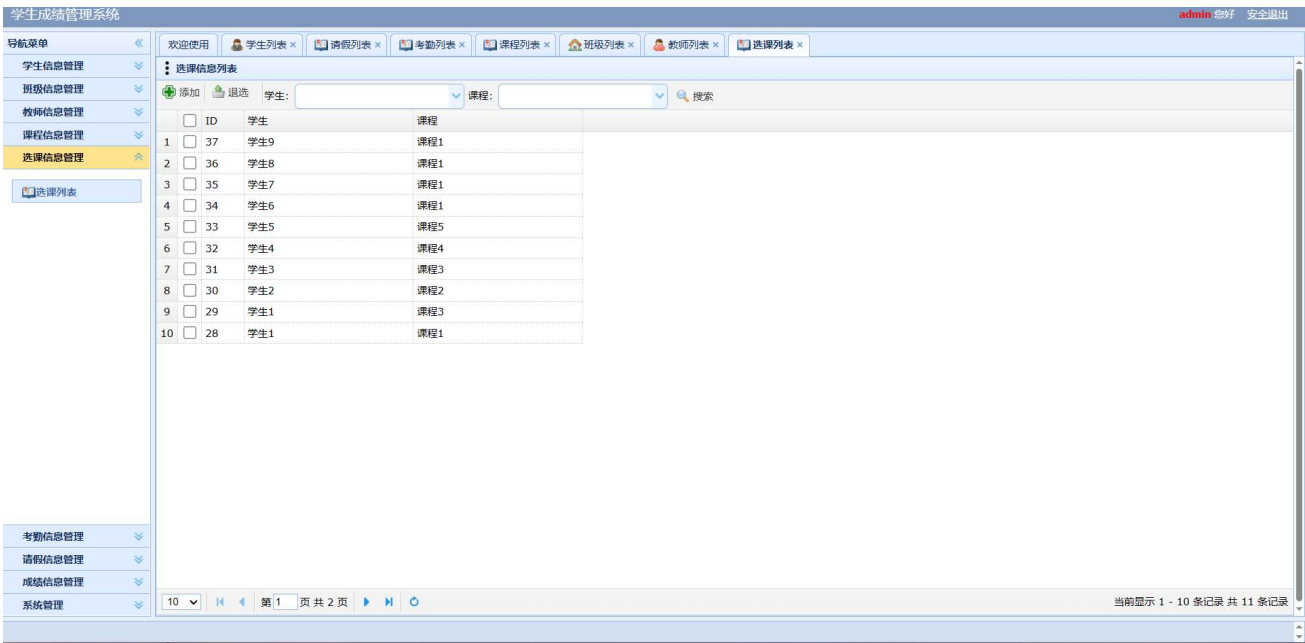 学生成绩管理系统 admin 您好 安全退出
导航菜单
学生信息管理
班级信息管理
教师信息管理
课程信息管理
选课信息管理
选课列表
考勤信息管理
请假信息管理
成绩信息管理
系统管理
欢迎使用 学生列表 请假列表 考勤列表 课程列表 班级列表 教师列表 选课列表
选课信息列表
添加 退选 学生: 课程: 搜索
ID 学生 课程
1 37 学生9 课程1
2 36 学生8 课程1
3 35 学生7 课程1
4 34 学生6 课程1
5 33 学生5 课程5
6 32 学生4 课程4
7 31 学生3 课程3
8 30 学生2 课程2
9 29 学生1 课程3
10 28 学生1 课程1
10 第 1 页 共 2 页 当前显示 1 - 10 条记录 共 11 条记录